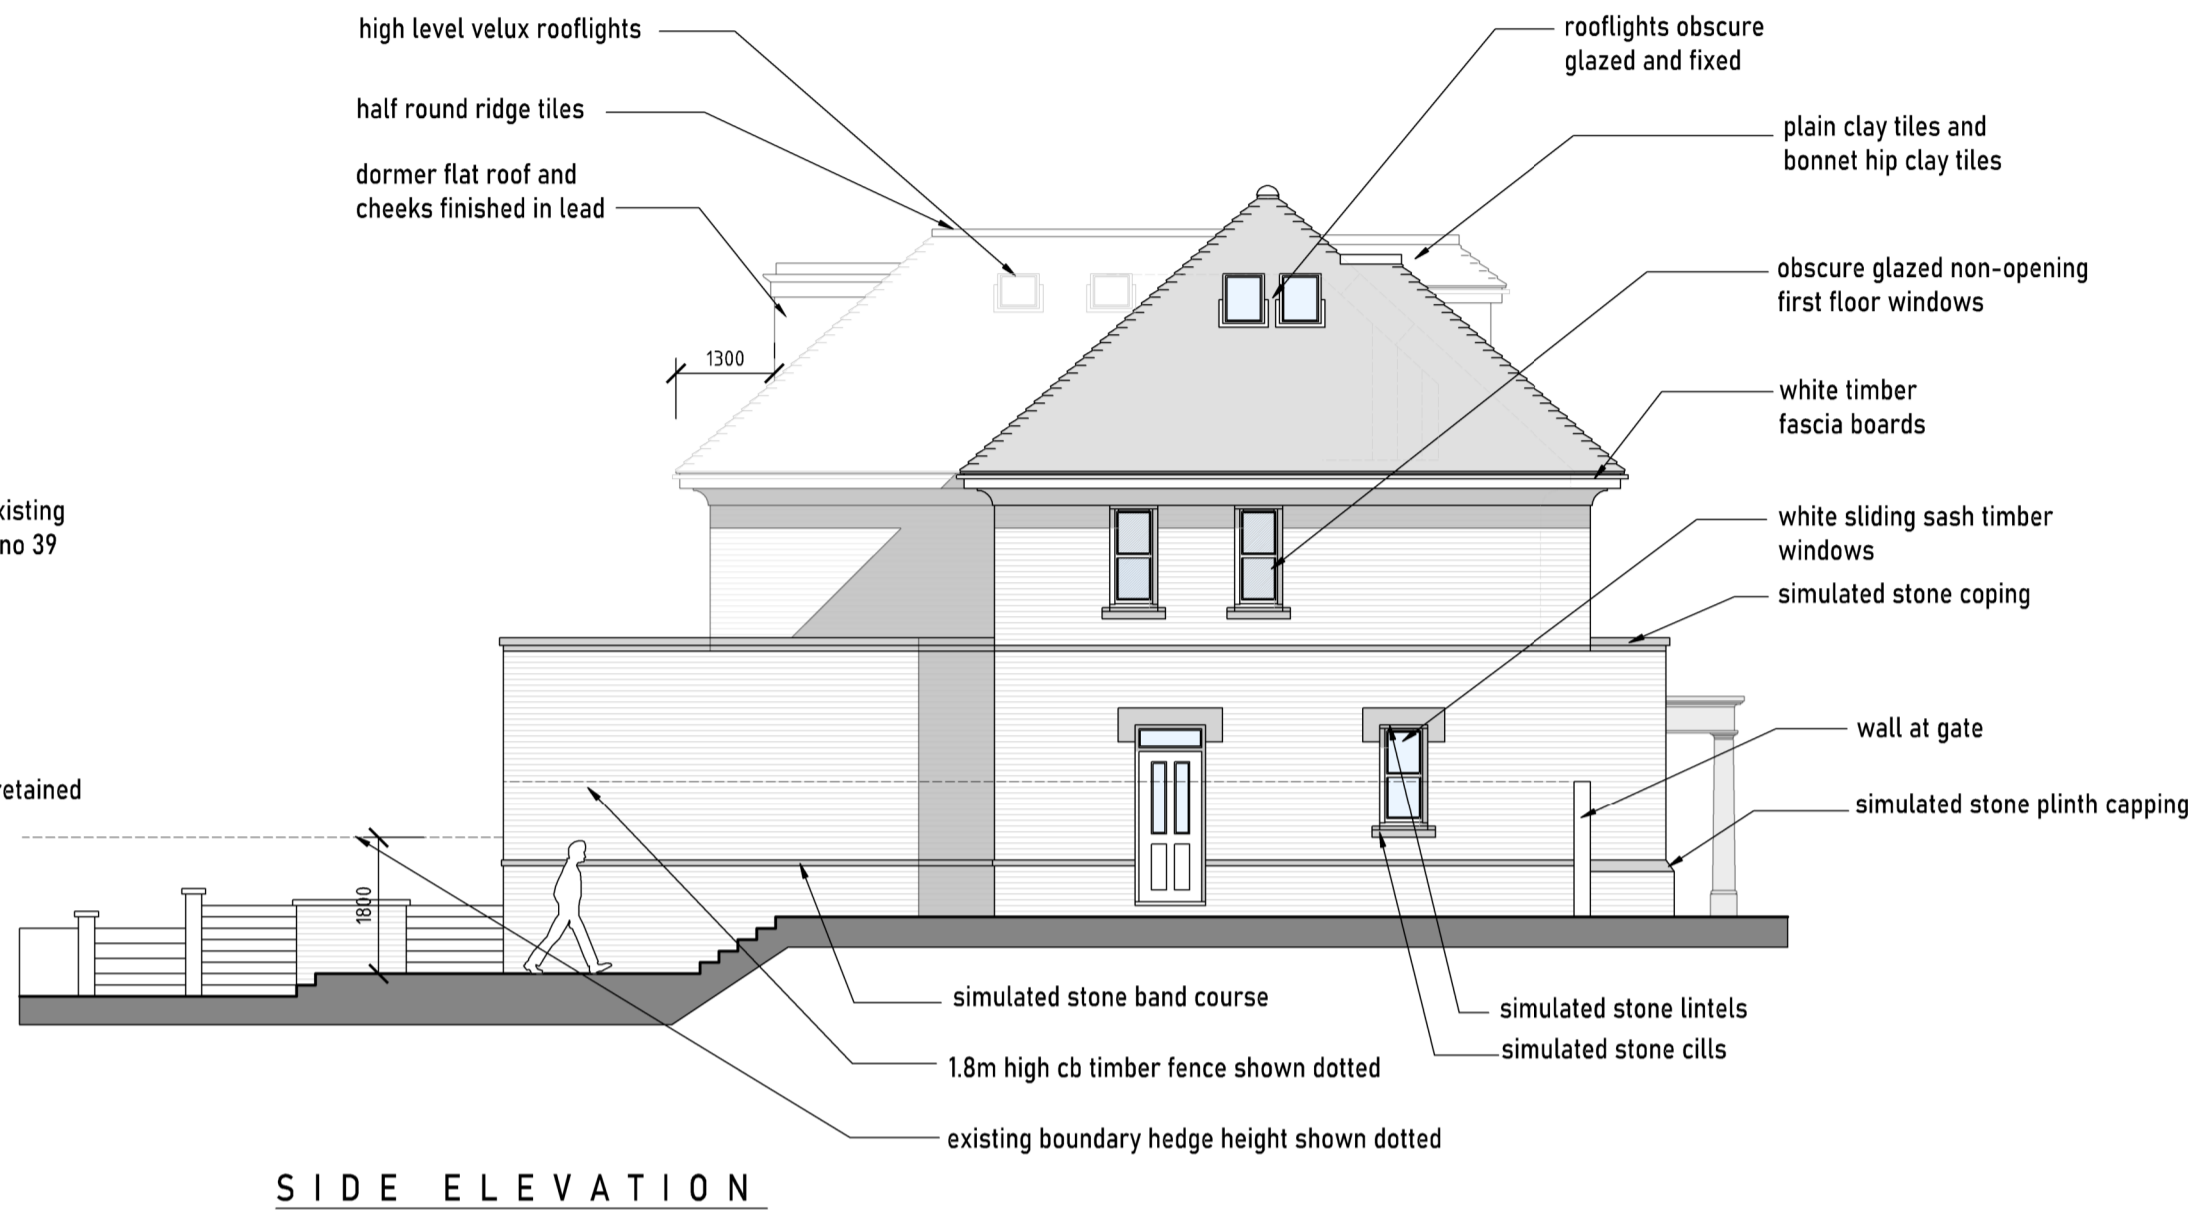 high level velux rooflights
half round ridge tiles
dormer flat roof and
cheeks finished in lead
1300
rooflights obscure
glazed and fixed
plain clay tiles and
bonnet hip clay tiles
obscure glazed non-opening
first floor windows
white timber
fascia boards
white sliding sash timber
windows
simulated stone coping
wall at gate
simulated stone plinth capping
xisting
no 39
retained
1800
simulated stone band course
1.8m high cb timber fence shown dotted
existing boundary hedge height shown dotted
simulated stone lintels
simulated stone cills
SIDE ELEVATION